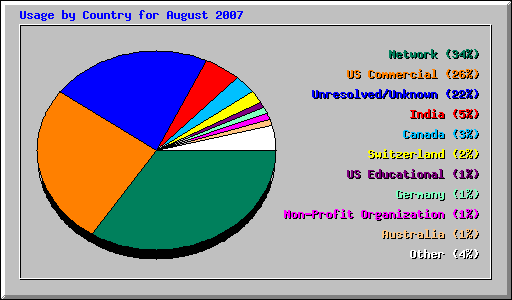 Usage by Country for August 2007
Network (34%)
US Commercial (26%)
Unresolved/Unknown (22%)
India (5%)
Canada (3%)
Switzerland (2%)
US Educational (1%)
Germany (1%)
Non-Profit Organization (1%)
Australia (1%)
Other (4%)